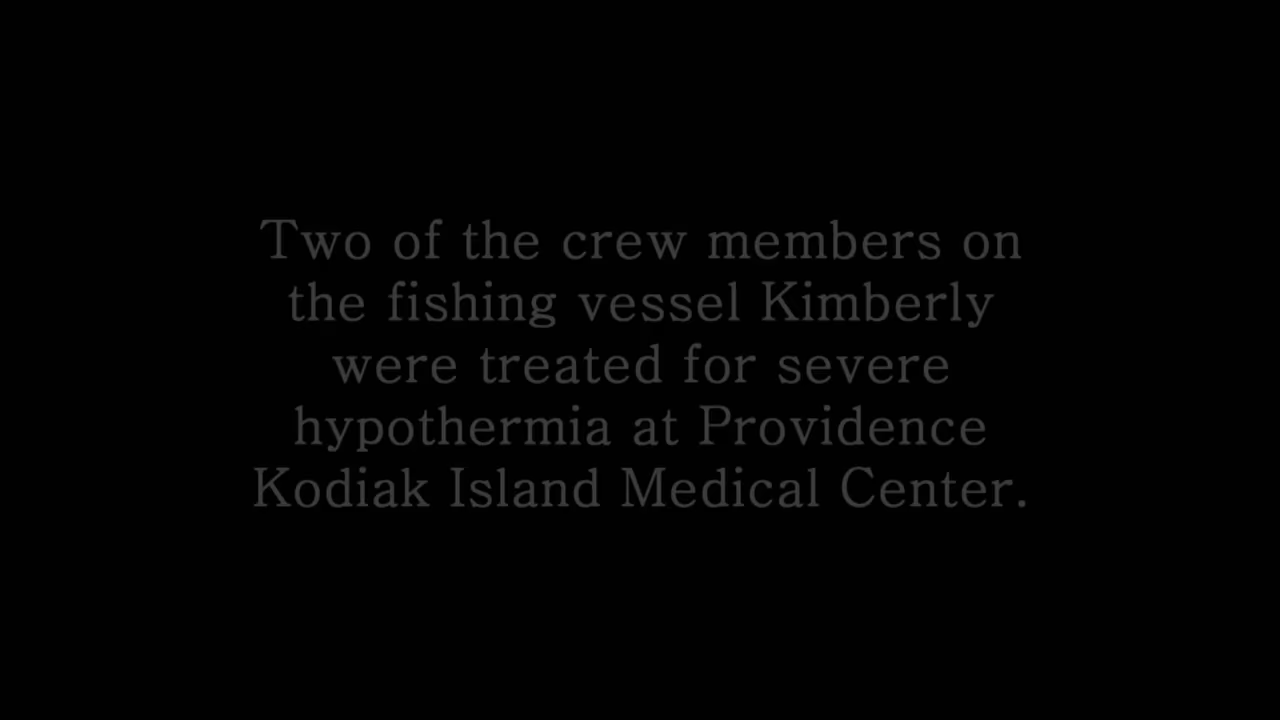 Two of the crew members on
the fishing vessel Kimberly
were treated for severe
hypothermia at Providence
Kodiak Island Medical Center.